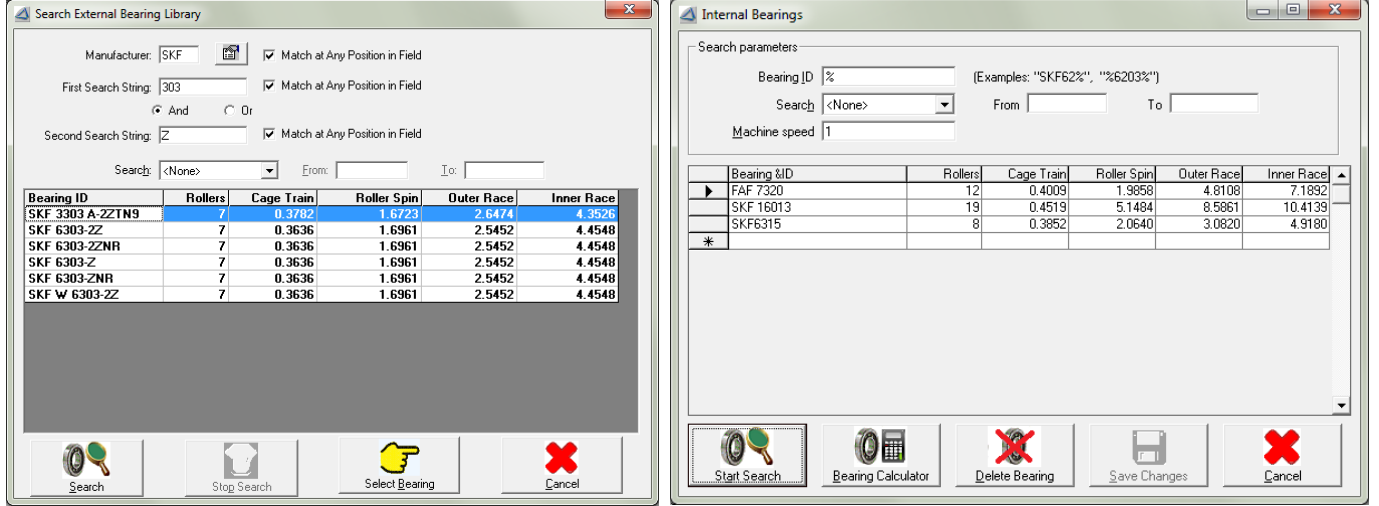 Search External Bearing Library
Manufacturer: SKF Match at Any Position in Field
First Search String: 303 Match at Any Position in Field
And Or
Second Search String: Z Match at Any Position in Field
Search: <None> From: To:
Bearing ID Rollers Cage Train Roller Spin Outer Race Inner Race
SKF 3303 A-2ZTN9 7 0.3782 1.6723 2.6474 4.3526
SKF 6303-2Z 7 0.3636 1.6961 2.5452 4.4548
SKF 6303-2ZNR 7 0.3636 1.6961 2.5452 4.4548
SKF 6303-Z 7 0.3636 1.6961 2.5452 4.4548
SKF 6303-ZNR 7 0.3636 1.6961 2.5452 4.4548
SKF W 6303-2Z 7 0.3636 1.6961 2.5452 4.4548
Search Stop Search Select Bearing Cancel
Internal Bearings
Search parameters
Bearing ID % (Examples: "SKF62%", "%6203%")
Search <None> From To
Machine speed 1
Bearing &ID Rollers Cage Train Roller Spin Outer Race Inner Race
FAF 7320 12 0.4009 1.9858 4.8108 7.1892
SKF 16013 19 0.4519 5.1484 8.5861 10.4139
SKF6315 8 0.3852 2.0640 3.0820 4.9180
Start Search Bearing Calculator Delete Bearing Save Changes Cancel